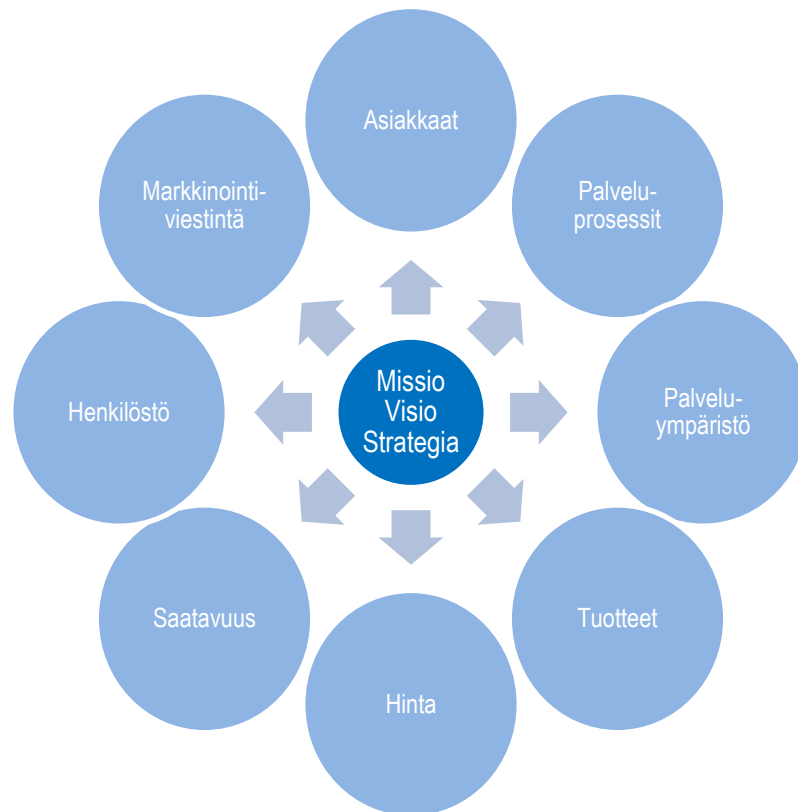 Asiakkaat
Palvelu-
prosessit
Palvelu-
ympäristö
Tuotteet
Hinta
Saatavuus
Henkilöstö
Markkinointi-
viestintä
Missio
Visio
Strategia